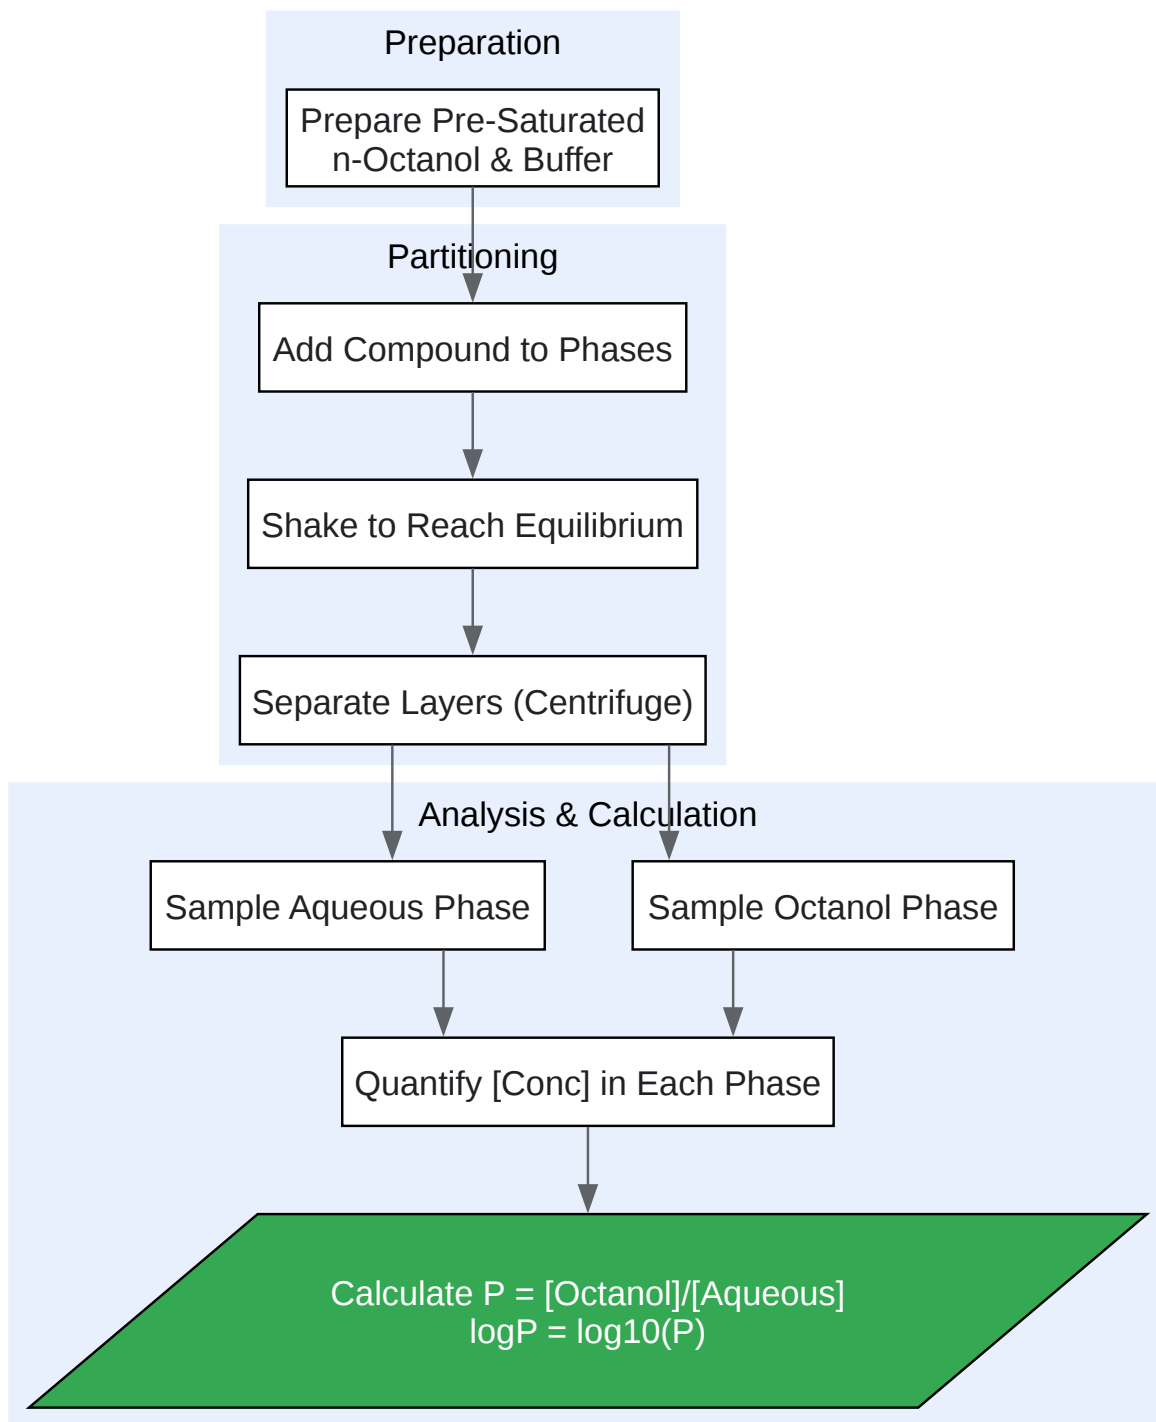 Preparation
Prepare Pre-Saturated
n-Octanol & Buffer
Partitioning
Add Compound to Phases
Shake to Reach Equilibrium
Separate Layers (Centrifuge)
Analysis & Calculation
Sample Aqueous Phase
Sample Octanol Phase
Quantify [Conc] in Each Phase
Calculate P = [Octanol]/[Aqueous]
logP = log10(P)